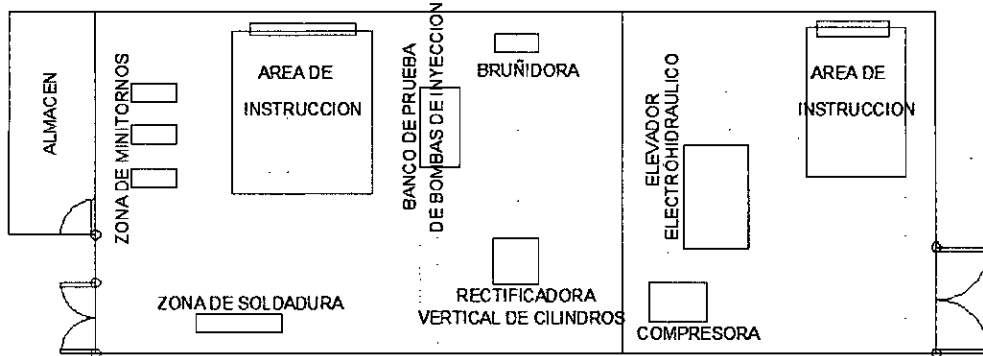 ALMACEN
ZONA DE MINITORNOS
AREA DE
INSTRUCCION
BANCO DE PRUEBA
DE BOMBAS DE INYECCION
BRUÑIDORA
ELEVADOR
ELECTROHIDRAULICO
AREA DE
INSTRUCCION
ZONA DE SOLDADURA
RECTIFICADORA
VERTICAL DE CILINDROS
COMPRESORA